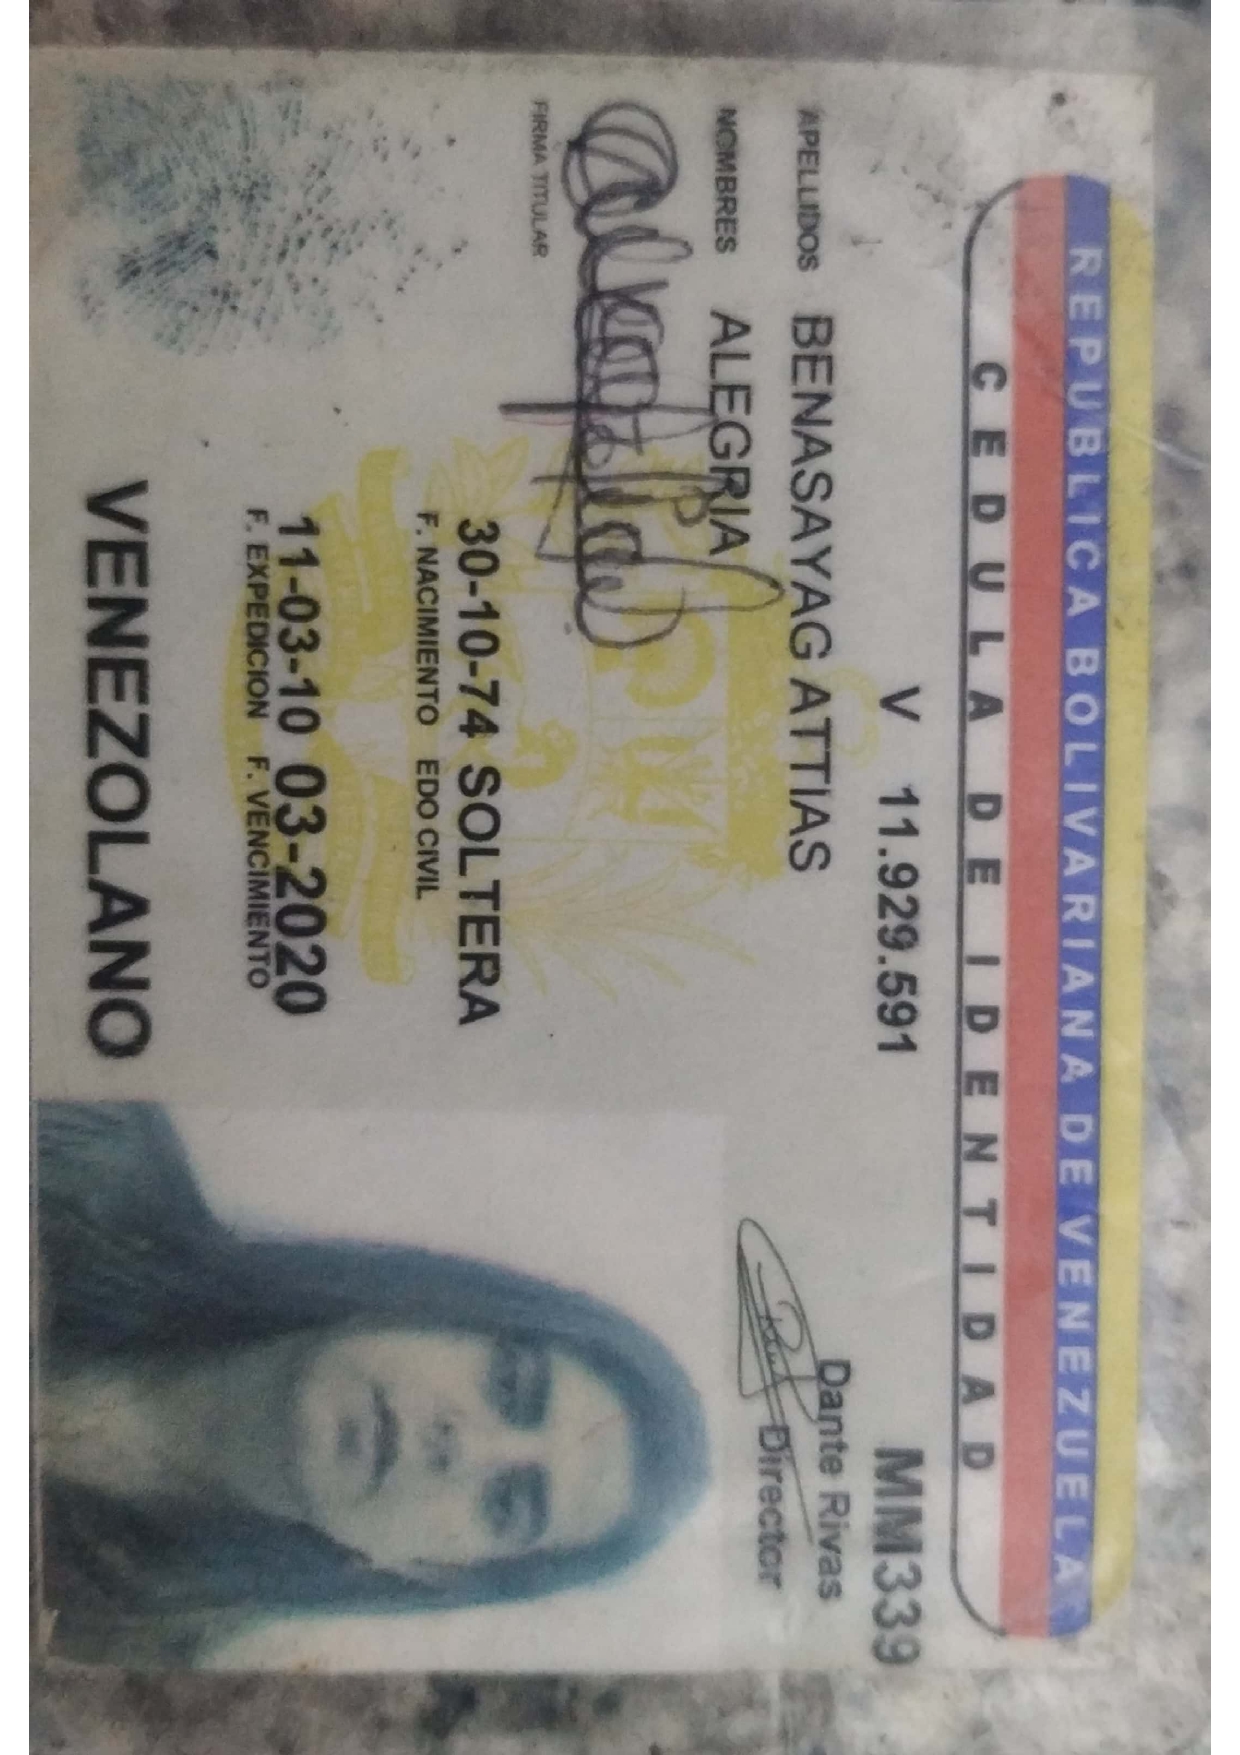 REPUBLICA BOLIVARIANA DE VENEZUELA
CEDULA DE IDENTIDAD
V 11.929.591 MM339
APELLIDOS BENASAYAG ATTIAS
Dante Rivas
Director
NOMBRES ALEGRIA
FIRMA TITULAR
30-10-74 SOLTERA
F. NACIMIENTO EDO CIVIL
11-03-10 03-2020
F. EXPEDICION F. VENCIMIENTO
VENEZOLANO